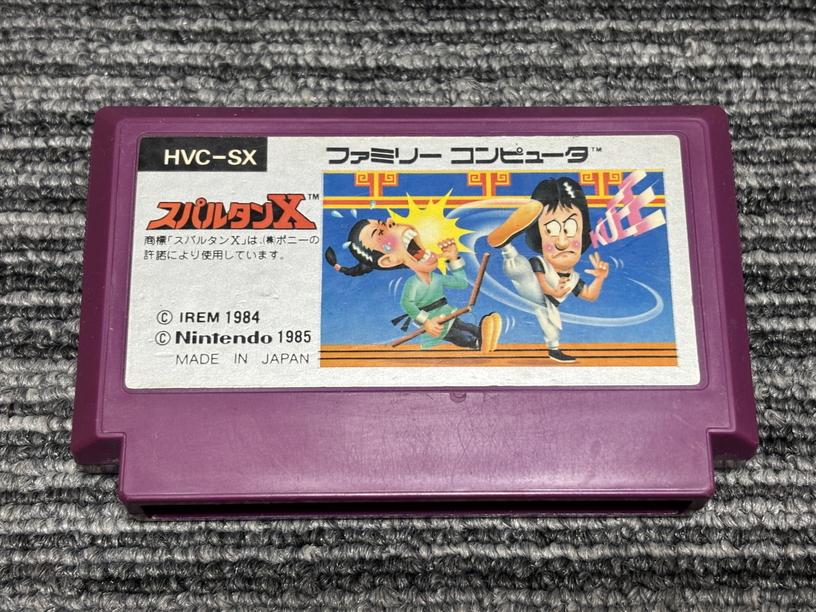 HVC-SX
ファミリー コンピュータ™
スパルタンX™
商標「スパルタンX」は、(株)ポニーの
許諾により使用しています。
© IREM 1984
© Nintendo 1985
MADE IN JAPAN